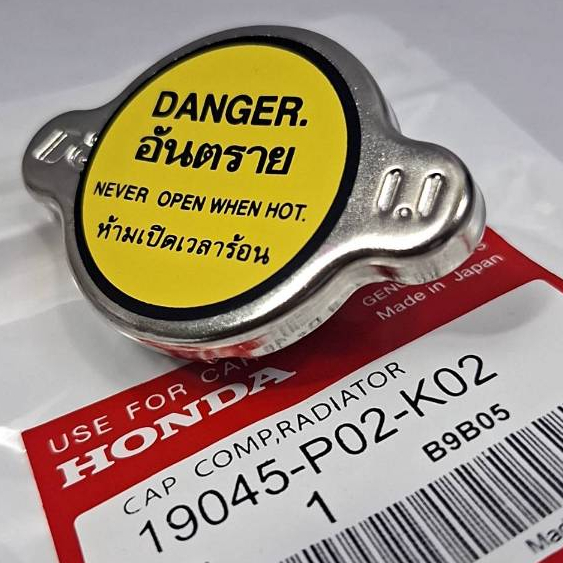 DANGER.
อันตราย
NEVER OPEN WHEN HOT.
ห้ามเปิดเวลาร้อน
1.1
Made in Japan
USE FOR
HONDA
CAP COMP,RADIATOR
19045-P02-K02
1
B9B05